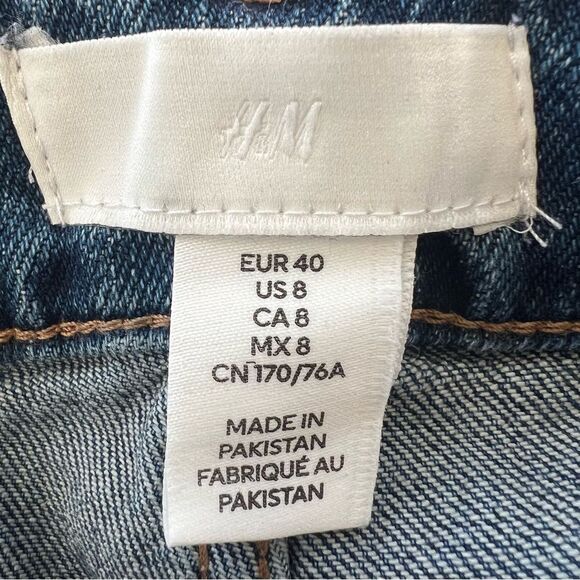 H&M
EUR 40
US 8
CA 8
MX 8
CN 170/76A
MADE IN
PAKISTAN
FABRIQUÉ AU
PAKISTAN